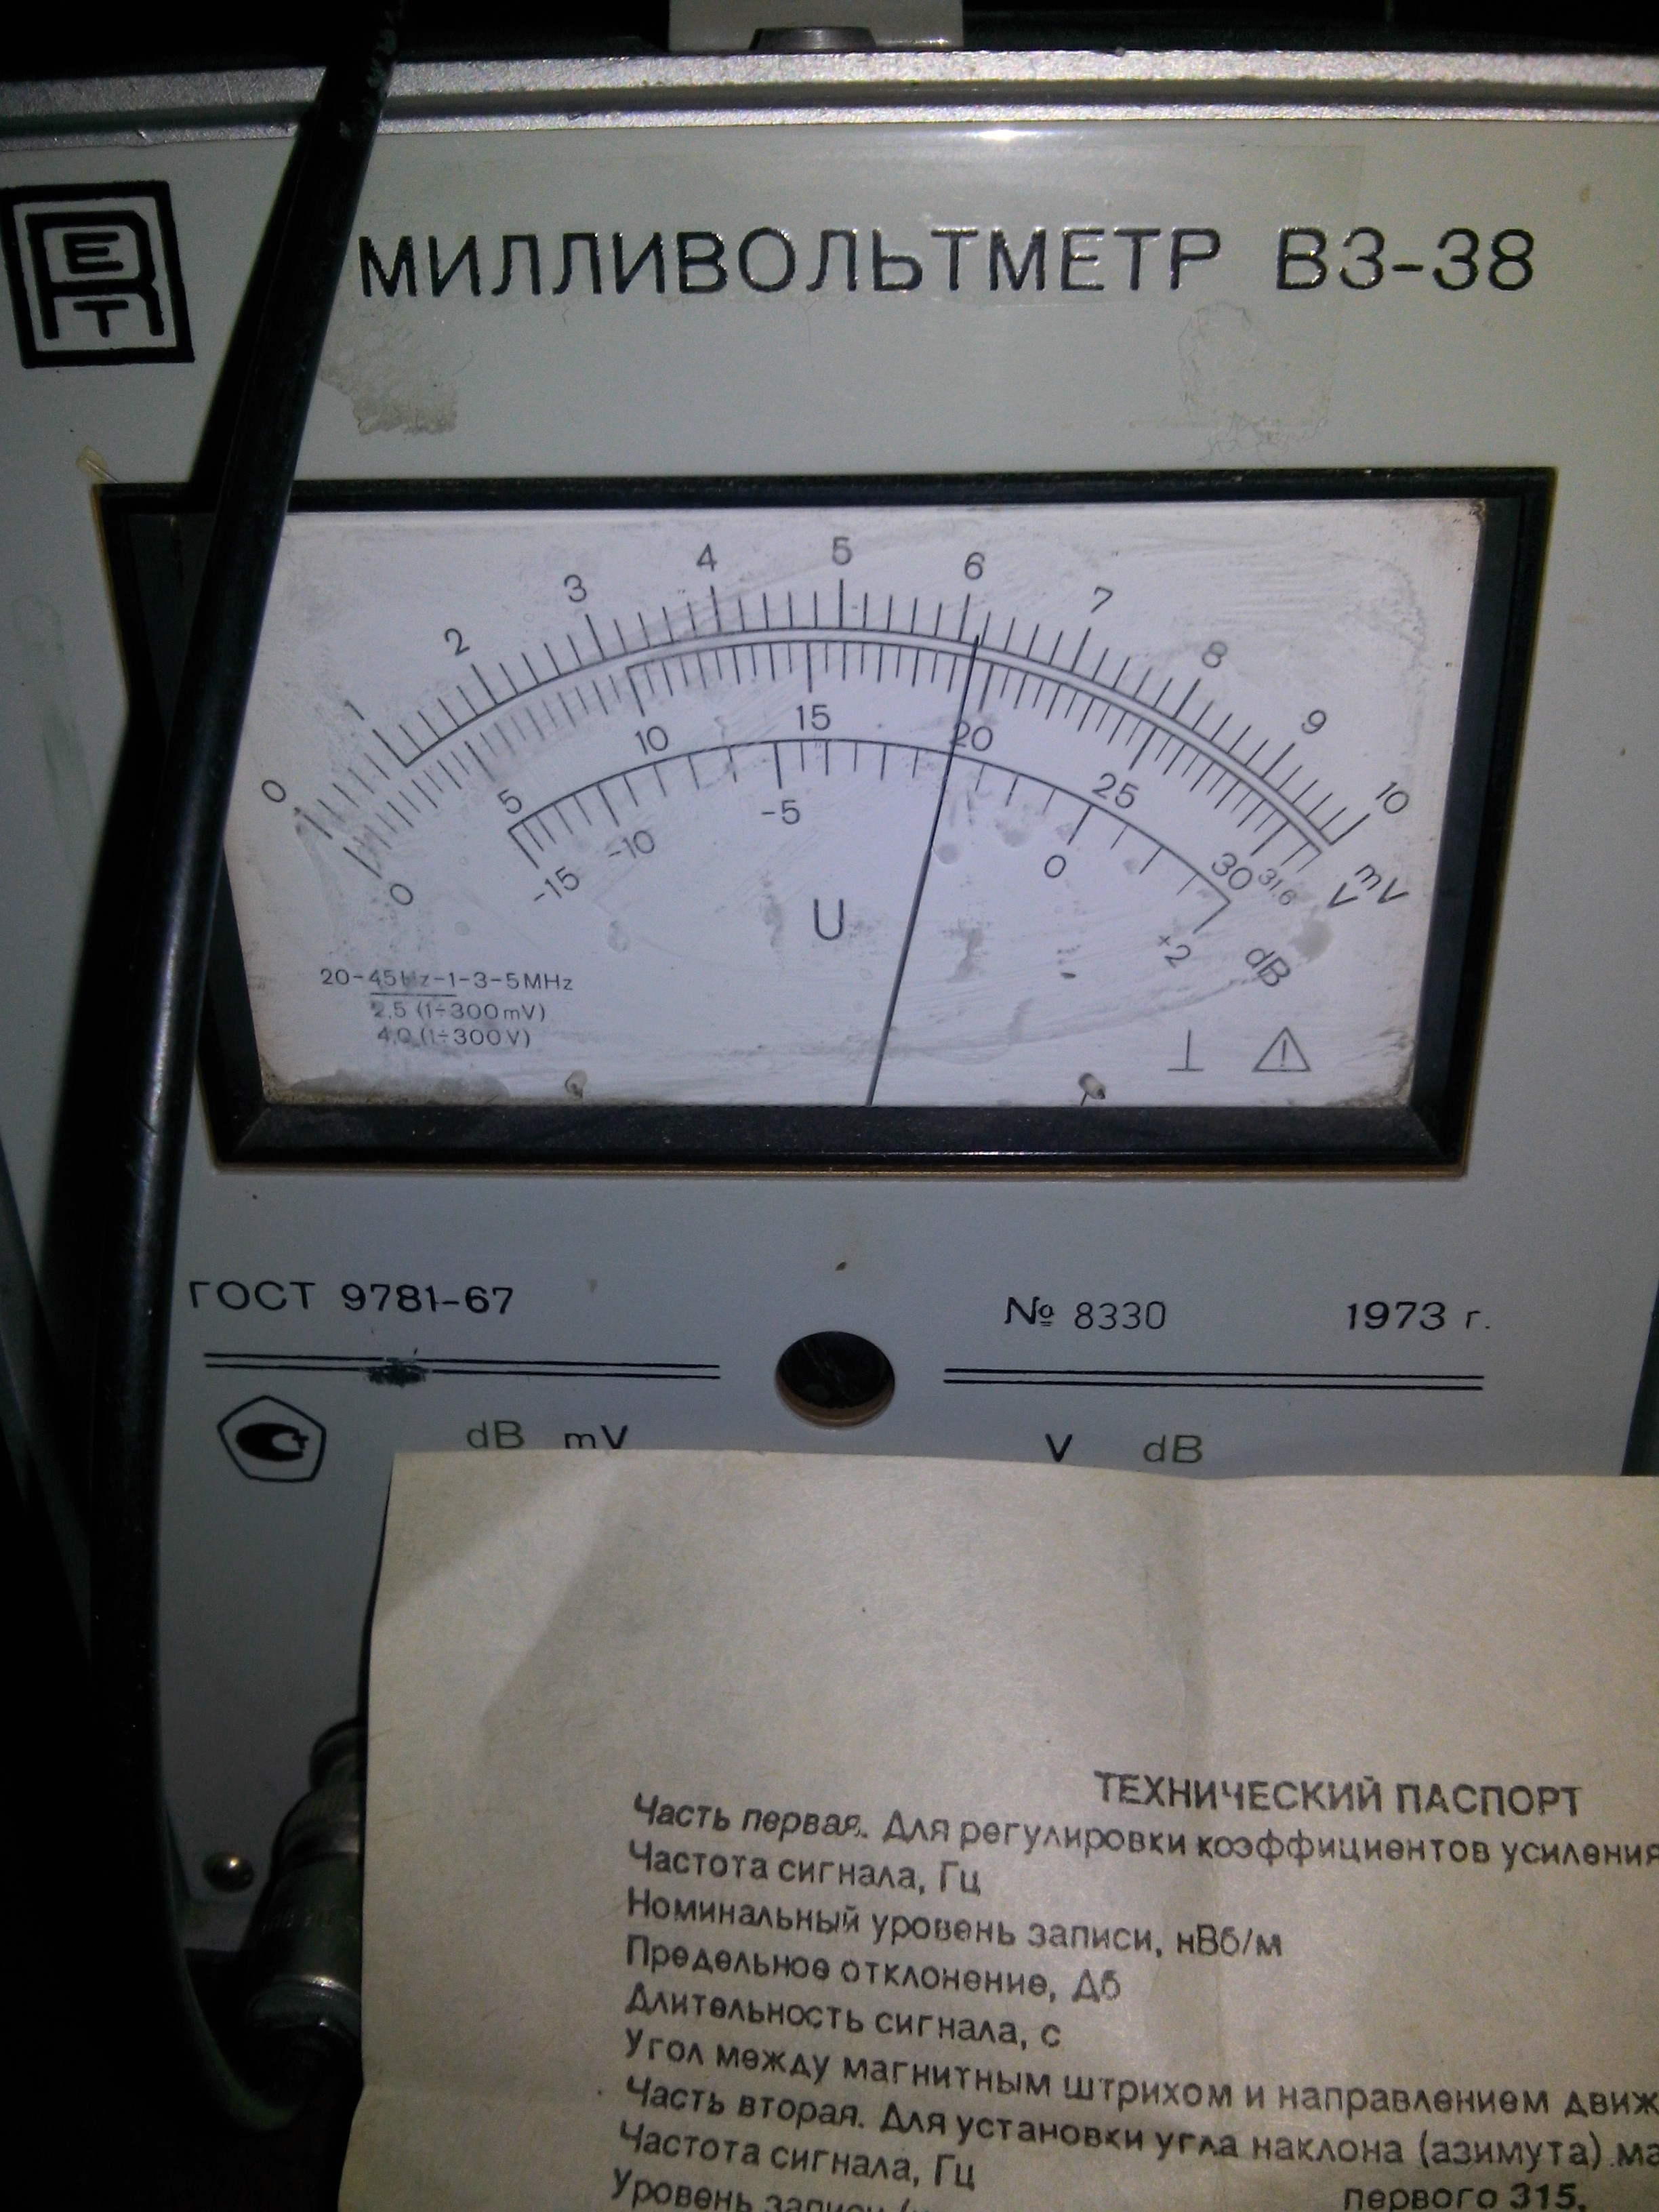 ВЕТ
МИЛЛИВОЛЬТМЕТР В3-38
0 1 2 3 4 5 6 7 8 9 10
mV
0 5 10 15 20 25 30 31,6
V
-15 -10 -5 0 +2
dB
U
20-45Hz-1-3-5MHz
2,5 (1÷300mV)
4,0 (1÷300V)
ГОСТ 9781-67
№ 8330 1973 г.
dB mV V dB
ТЕХНИЧЕСКИЙ ПАСПОРТ
Часть первая. Для регулировки коэффициентов усиления
Частота сигнала, Гц
Номинальный уровень записи, нВб/м
Предельное отклонение, Дб
Длительность сигнала, с
Угол между магнитным штрихом и направлением движ
Часть вторая. Для установки угла наклона (азимута) ма
Частота сигнала, Гц
Уровень записи
первого 315,